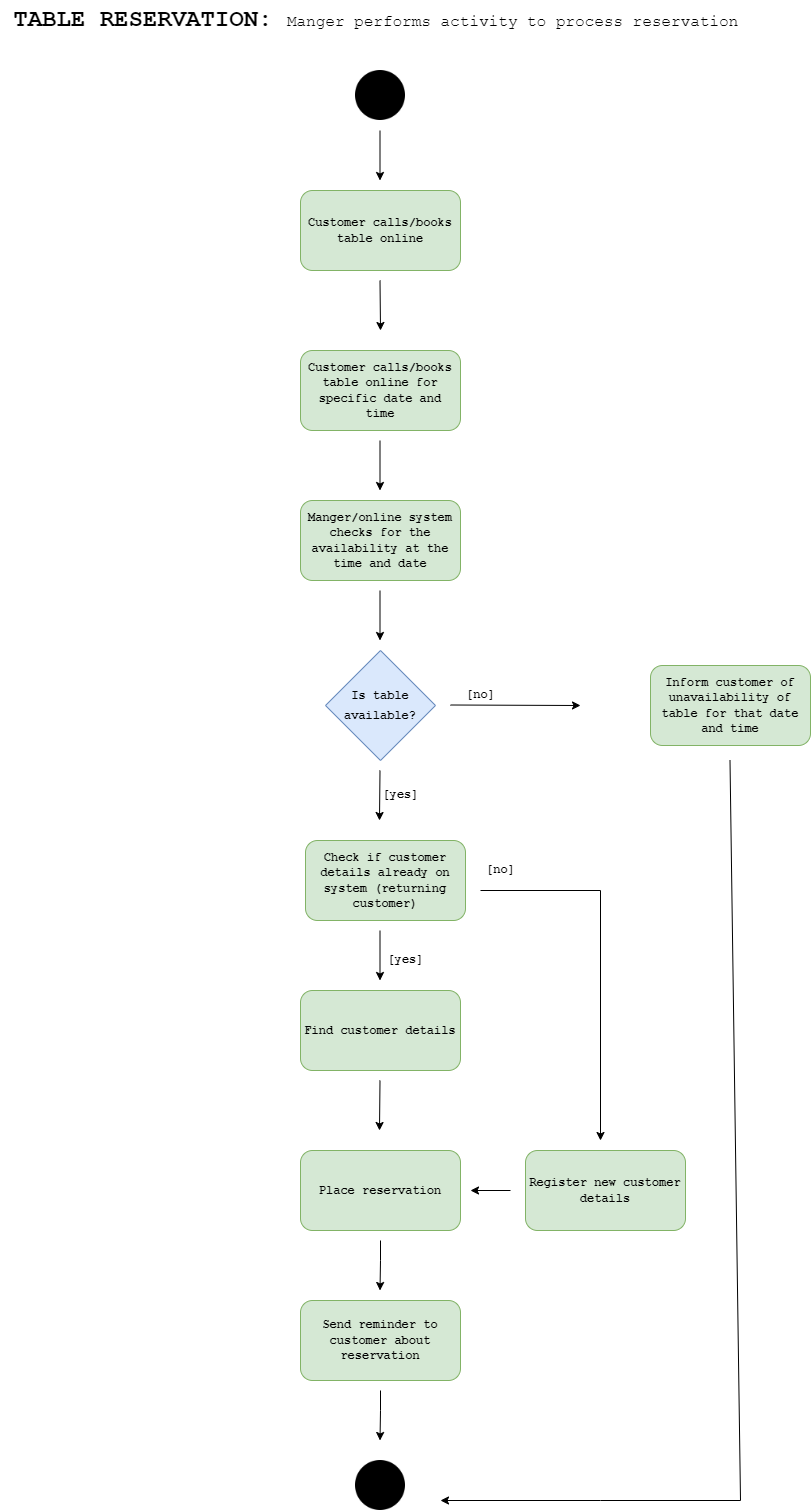 TABLE RESERVATION: Manger performs activity to process reservation
Customer calls/books
table online
Customer calls/books
table online for
specific date and
time
Manger/online system
checks for the
availability at the
time and date
Is table
available?
[no]
Inform customer of
unavailability of
table for that date
and time
[yes]
Check if customer
details already on
system (returning
customer)
[no]
[yes]
Find customer details
Place reservation
Register new customer
details
Send reminder to
customer about
reservation